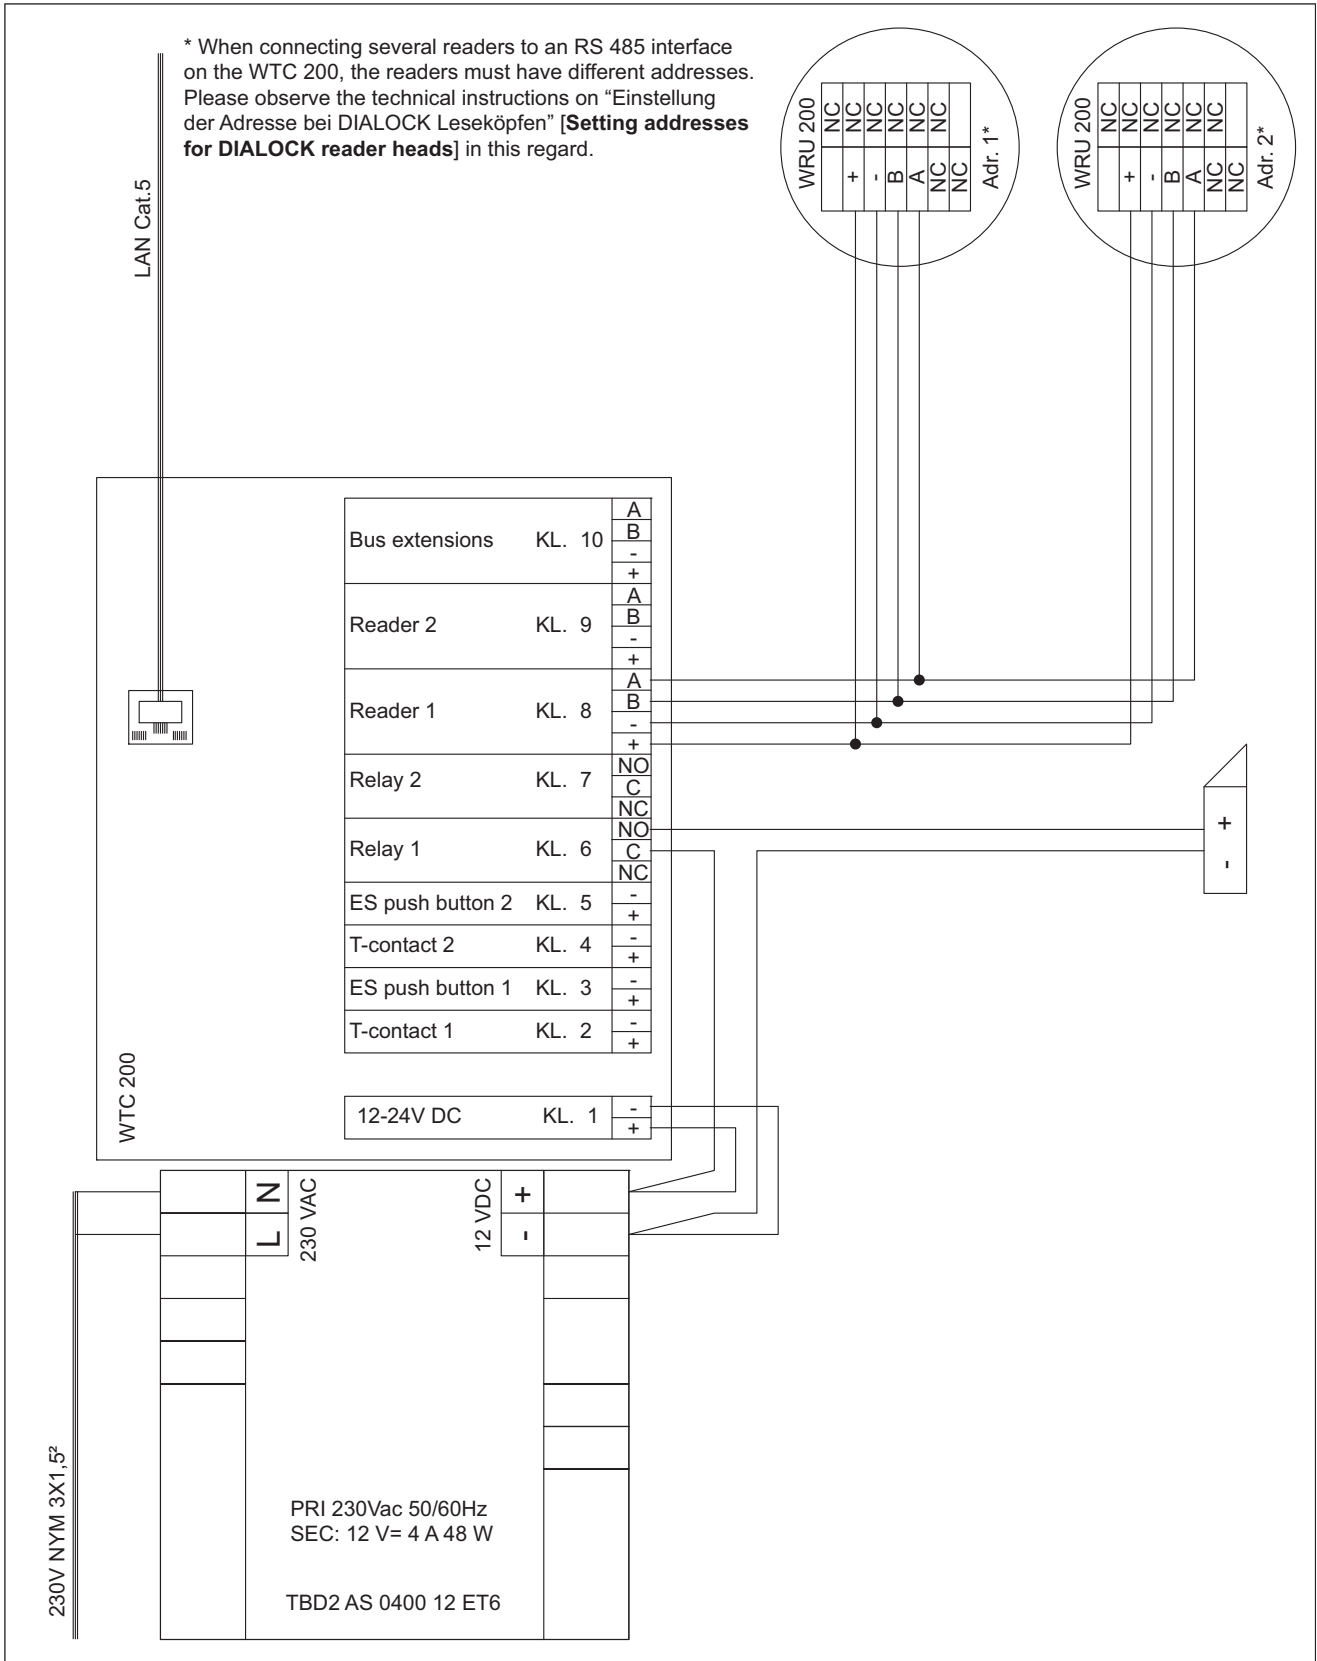 * When connecting several readers to an RS 485 interface
on the WTC 200, the readers must have different addresses.
Please observe the technical instructions on “Einstellung
der Adresse bei DIALOCK Leseköpfen” [Setting addresses
for DIALOCK reader heads] in this regard.
LAN Cat.5
WRU 200
NC NC NC NC NC NC
+ - B A NC NC
Adr. 1*
WRU 200
NC NC NC NC NC NC
+ - B A NC NC
Adr. 2*
Bus extensions KL. 10
A
B
-
+
Reader 2 KL. 9
A
B
-
+
Reader 1 KL. 8
A
B
-
+
Relay 2 KL. 7
NO
C
NC
Relay 1 KL. 6
NO
C
NC
+
-
ES push button 2 KL. 5
-
+
T-contact 2 KL. 4
-
+
ES push button 1 KL. 3
-
+
T-contact 1 KL. 2
-
+
WTC 200
12-24V DC KL. 1
-
+
N
L
230 VAC
12 VDC
+
-
230V NYM 3X1,5²
PRI 230Vac 50/60Hz
SEC: 12 V= 4 A 48 W
TBD2 AS 0400 12 ET6